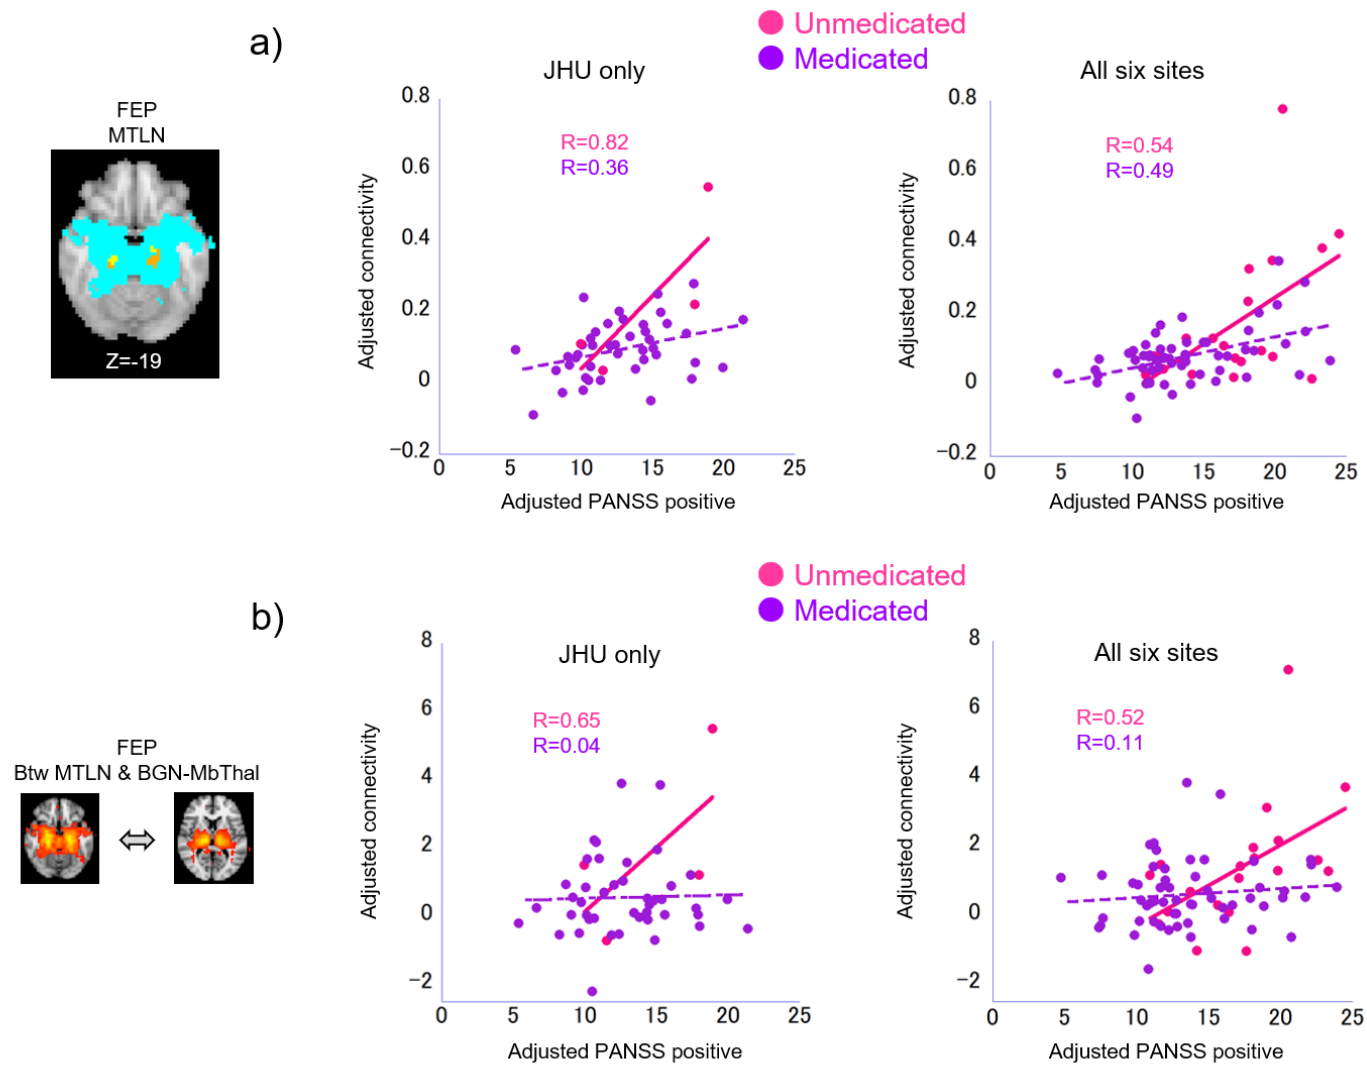 a)
Unmedicated
Medicated
FEP
MTLN
Z=-19
JHU only
R=0.82
R=0.36
Adjusted connectivity
0.8
0.6
0.4
0.2
0
−0.2
0 5 10 15 20 25
Adjusted PANSS positive
All six sites
R=0.54
R=0.49
Adjusted connectivity
0.8
0.6
0.4
0.2
0
−0.2
0 5 10 15 20 25
Adjusted PANSS positive
b)
Unmedicated
Medicated
FEP
Btw MTLN & BGN-MbThal
JHU only
R=0.65
R=0.04
Adjusted connectivity
8
6
4
2
0
−2
0 5 10 15 20 25
Adjusted PANSS positive
All six sites
R=0.52
R=0.11
Adjusted connectivity
8
6
4
2
0
−2
0 5 10 15 20 25
Adjusted PANSS positive